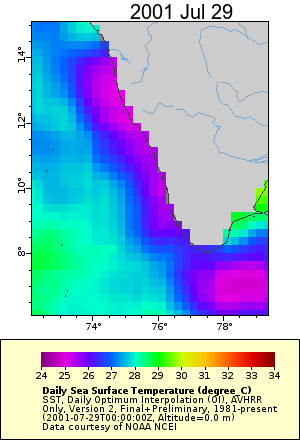 2001 Jul 29
14°
12°
10°
8°
74° 76° 78°
24 25 26 27 28 29 30 31 32 33 34
Daily Sea Surface Temperature (degree_C)
SST, Daily Optimum Interpolation (OI), AVHRR
Only, Version 2, Final+Preliminary, 1981-present
(2001-07-29T00:00:00Z, Altitude=0.0 m)
Data courtesy of NOAA NCEI